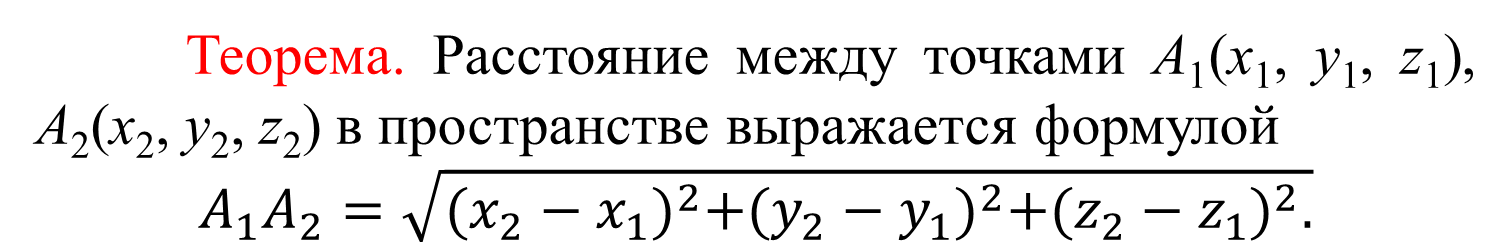 Теорема. Расстояние между точками A₁(x₁, y₁, z₁),
A₂(x₂, y₂, z₂) в пространстве выражается формулой
A₁A₂ = √(x₂ − x₁)²+(y₂ − y₁)²+(z₂ − z₁)².